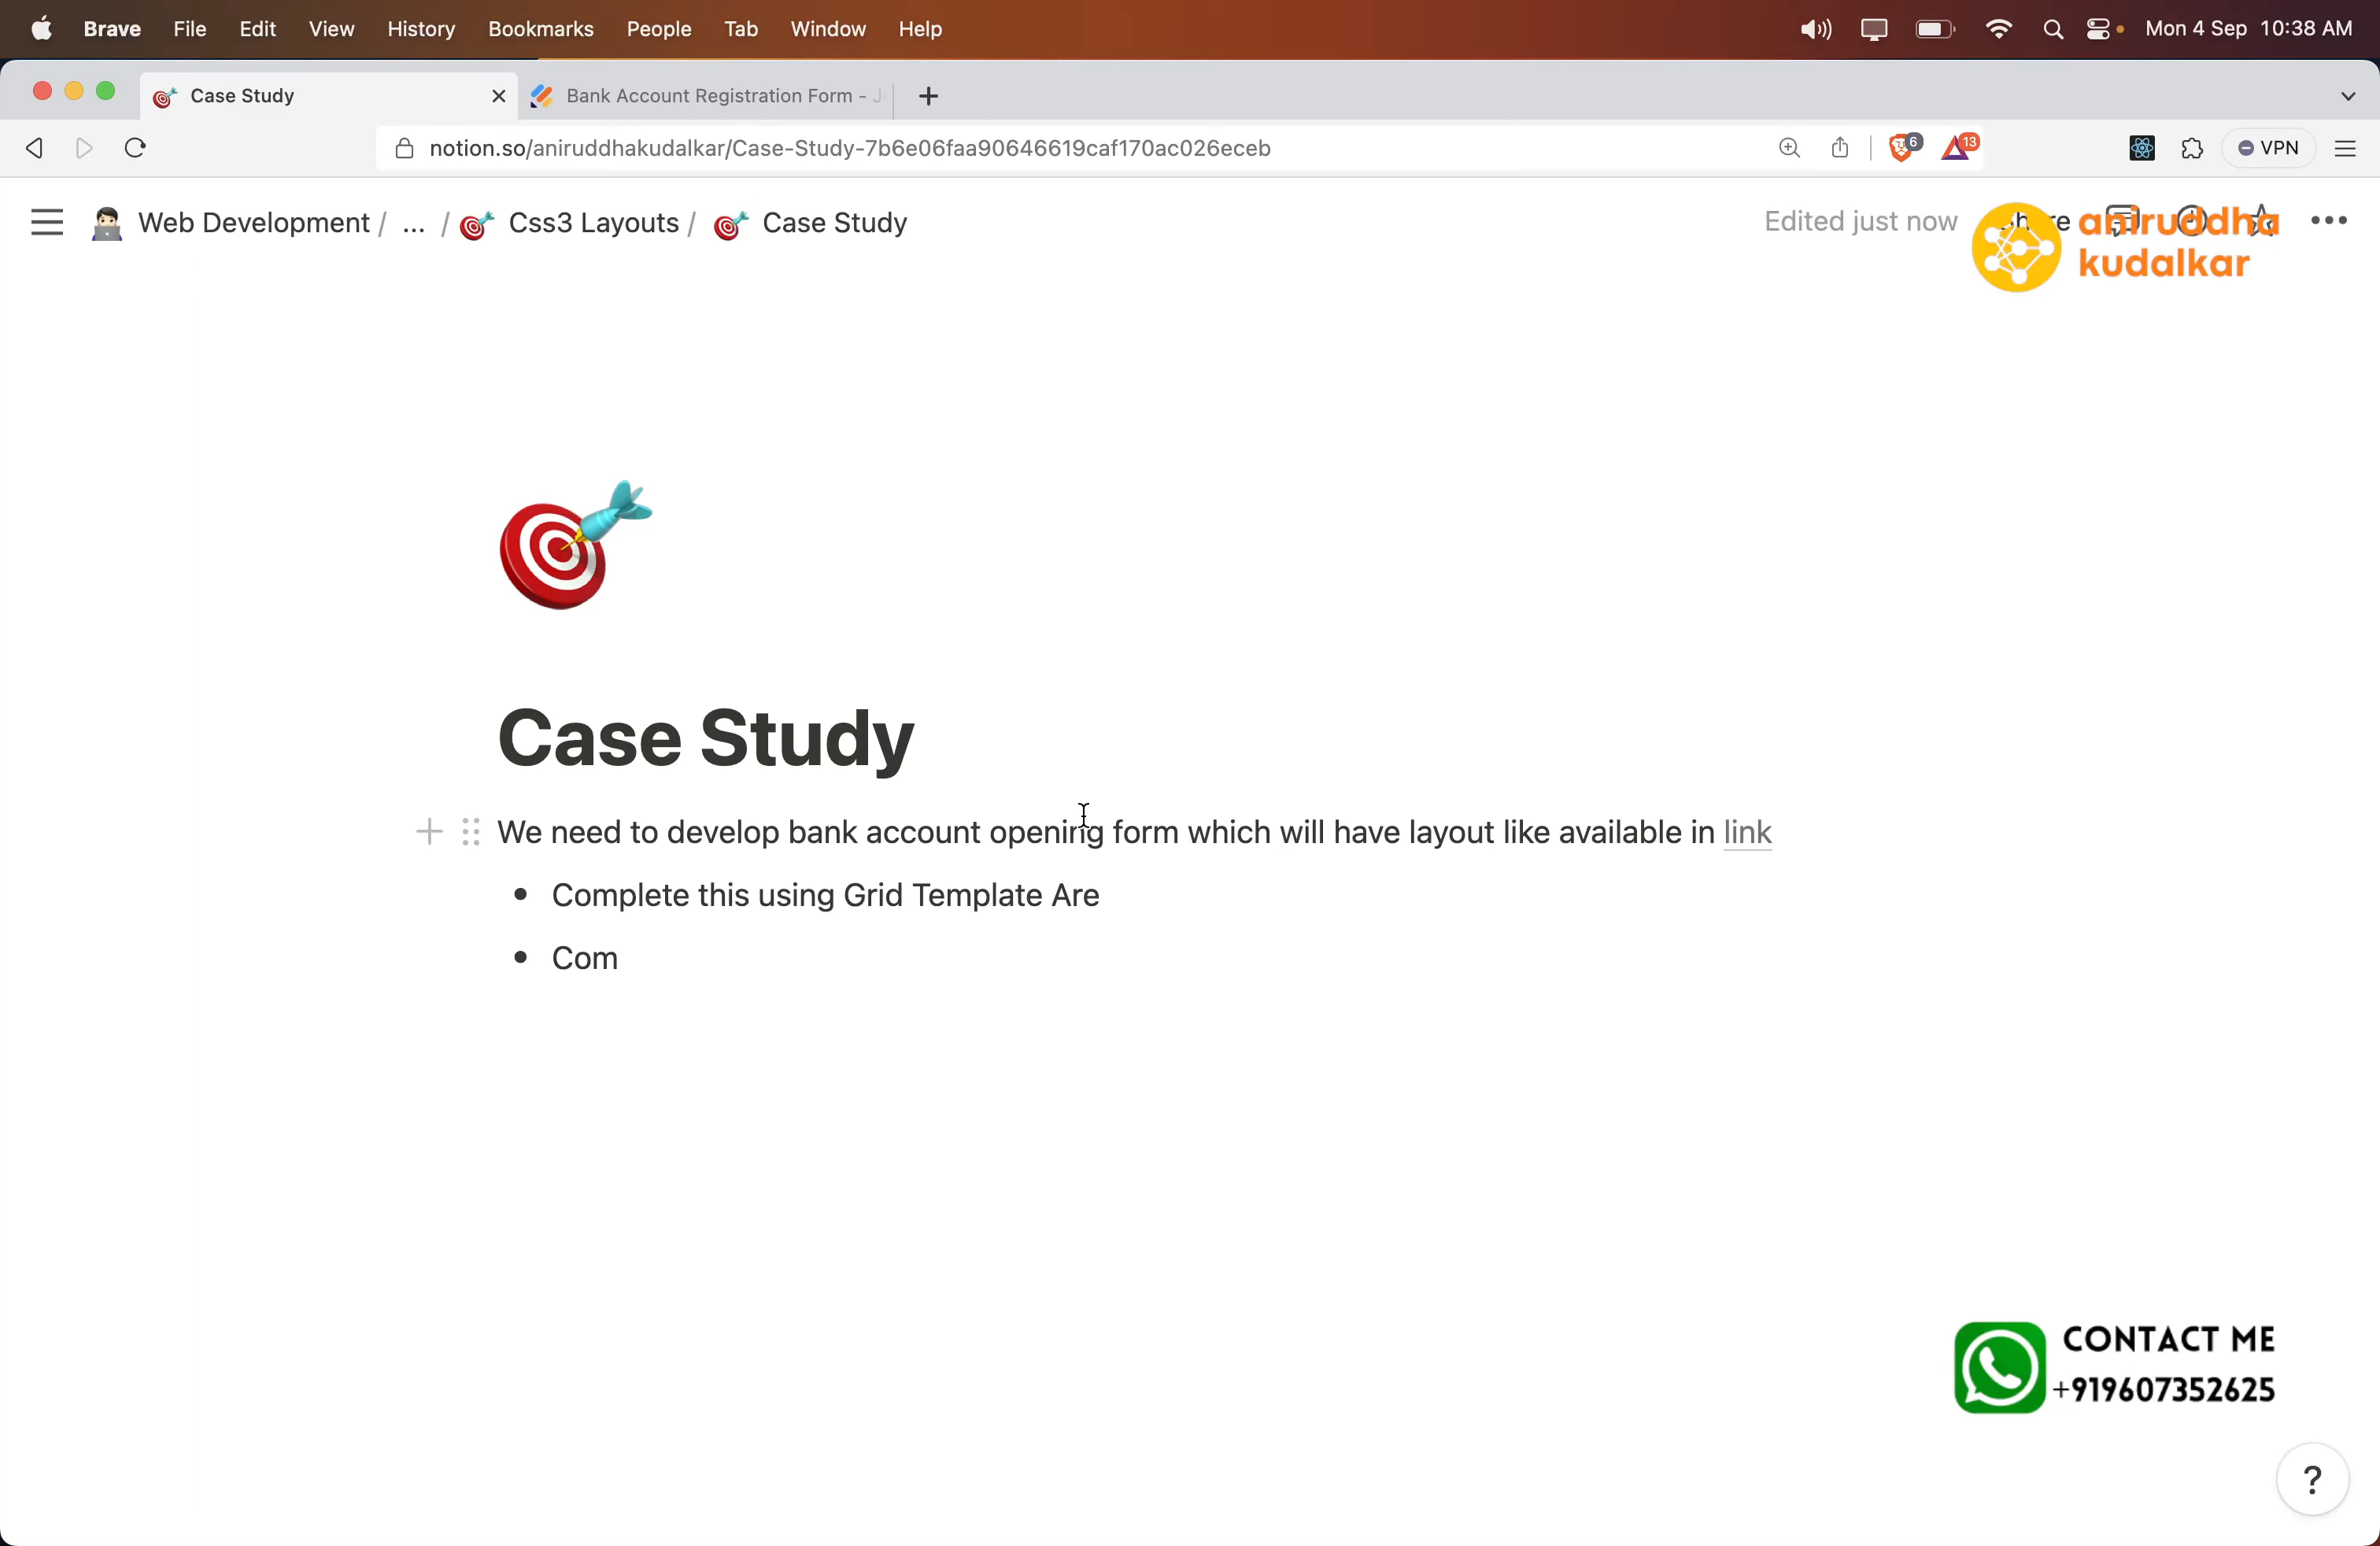 Brave File Edit View History Bookmarks People Tab Window Help Mon 4 Sep 10:38 AM
Case Study Bank Account Registration Form - J
notion.so/aniruddhakudalkar/Case-Study-7b6e06faa90646619caf170ac026eceb 6 13 VPN
Web Development / ... / Css3 Layouts / Case Study Edited just now Share
aniruddha
kudalkar
Case Study
We need to develop bank account opening form which will have layout like available in link
• Complete this using Grid Template Are
• Com
CONTACT ME
+919607352625
?